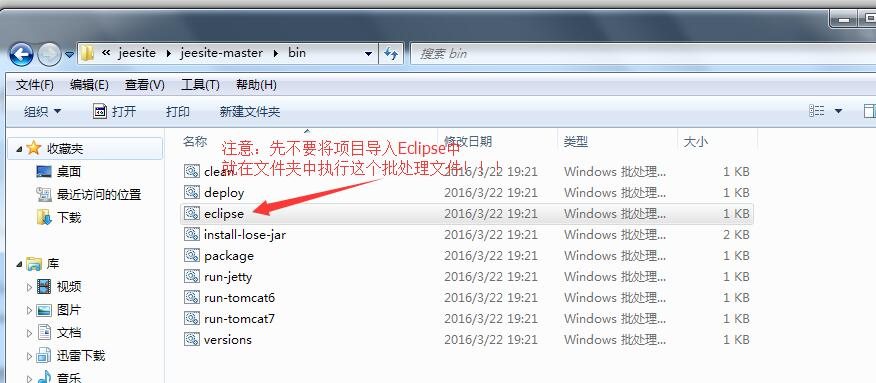 « jeesite jeesite-master bin
搜索 bin
文件(F) 编辑(E) 查看(V) 工具(T) 帮助(H)
组织 打开 打印 新建文件夹
收藏夹
桌面
最近访问的位置
下载
库
视频
图片
文档
迅雷下载
音乐
名称 修改日期 类型 大小
注意：先不要将项目导入Eclipse中
就在文件夹中执行这个批处理文件！！！
clean 2016/3/22 19:21 Windows 批处理... 1 KB
deploy 2016/3/22 19:21 Windows 批处理... 1 KB
eclipse 2016/3/22 19:21 Windows 批处理... 1 KB
install-lose-jar 2016/3/22 19:21 Windows 批处理... 2 KB
package 2016/3/22 19:21 Windows 批处理... 1 KB
run-jetty 2016/3/22 19:21 Windows 批处理... 1 KB
run-tomcat6 2016/3/22 19:21 Windows 批处理... 1 KB
run-tomcat7 2016/3/22 19:21 Windows 批处理... 1 KB
versions 2016/3/22 19:21 Windows 批处理... 1 KB